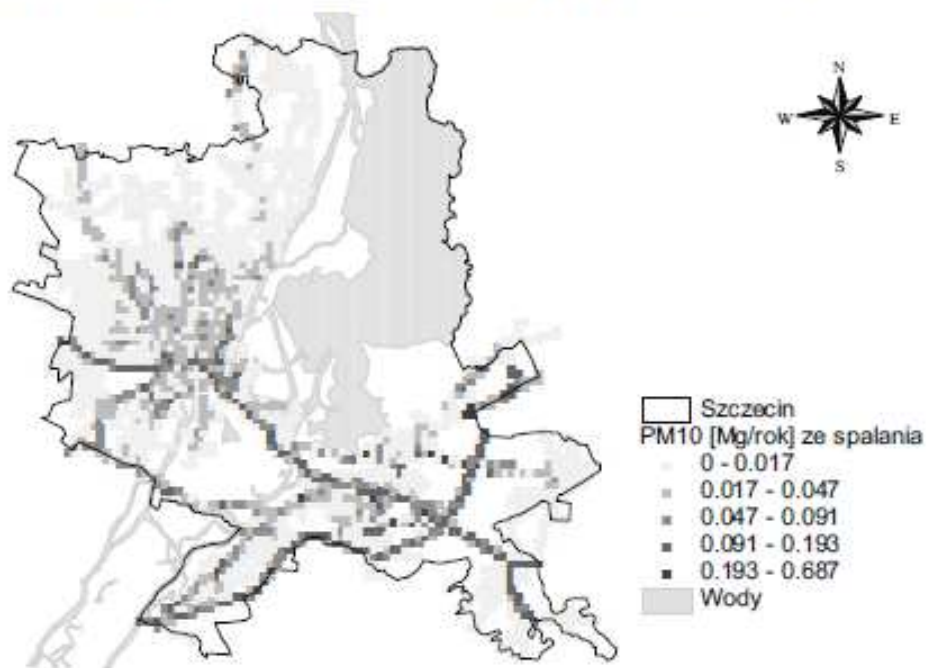 N
W E
S
Szczecin
PM10 [Mg/rok] ze spalania
0 - 0.017
0.017 - 0.047
0.047 - 0.091
0.091 - 0.193
0.193 - 0.687
Wody